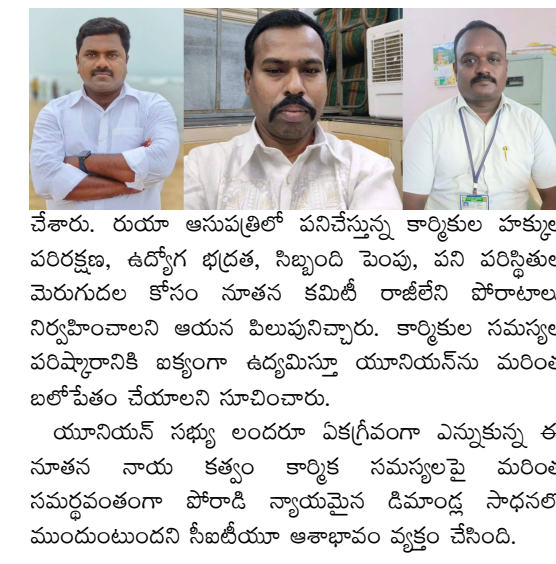 చేశారు. రుయా ఆసుపత్రిలో పనిచేస్తున్న కార్మికుల హక్కుల
పరిరక్షణ, ఉద్యోగ భద్రత, సిబ్బంది పెంపు, పని పరిస్థితుల
మెరుగుదల కోసం నూతన కమిటీ రాజీలేని పోరాటాలు
నిర్వహించాలని ఆయన పిలుపునిచ్చారు. కార్మికుల సమస్యల
పరిష్కారానికి ఐక్యంగా ఉద్యమిస్తూ యూనియన్‌ను మరింత
బలోపేతం చేయాలని సూచించారు.
యూనియన్ సభ్యు లందరూ ఏకగ్రీవంగా ఎన్నుకున్న ఈ
నూతన నాయ కత్వం కార్మిక సమస్యలపై మరింత
సమర్థవంతంగా పోరాడి న్యాయమైన డిమాండ్ల సాధనలో
ముందుంటుందని సీఐటీయూ ఆశాభావం వ్యక్తం చేసింది.